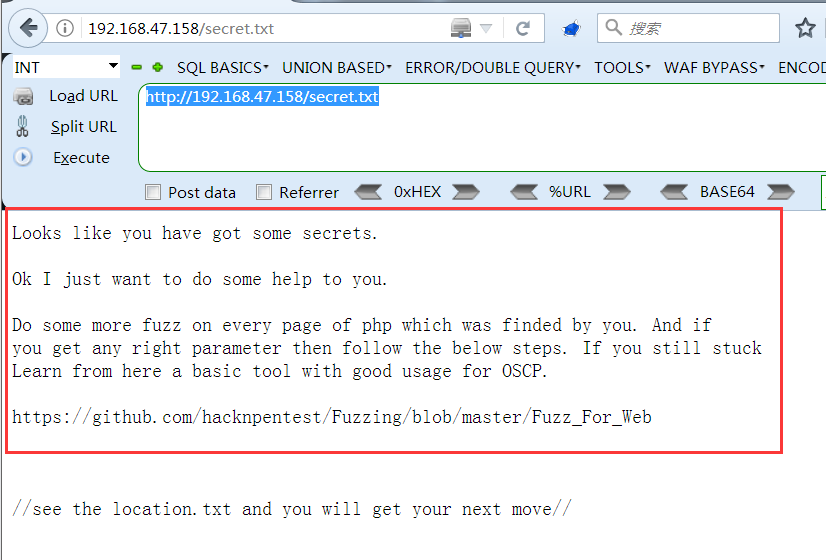 192.168.47.158/secret.txt
搜索
INT
SQL BASICS
UNION BASED
ERROR/DOUBLE QUERY
TOOLS
WAF BYPASS
ENCOD
Load URL
http://192.168.47.158/secret.txt
Split URL
Execute
Post data
Referrer
0xHEX
%URL
BASE64
Looks like you have got some secrets.
Ok I just want to do some help to you.
Do some more fuzz on every page of php which was finded by you. And if
you get any right parameter then follow the below steps. If you still stuck
Learn from here a basic tool with good usage for OSCP.
https://github.com/hacknpentest/Fuzzing/blob/master/Fuzz_For_Web
//see the location.txt and you will get your next move//